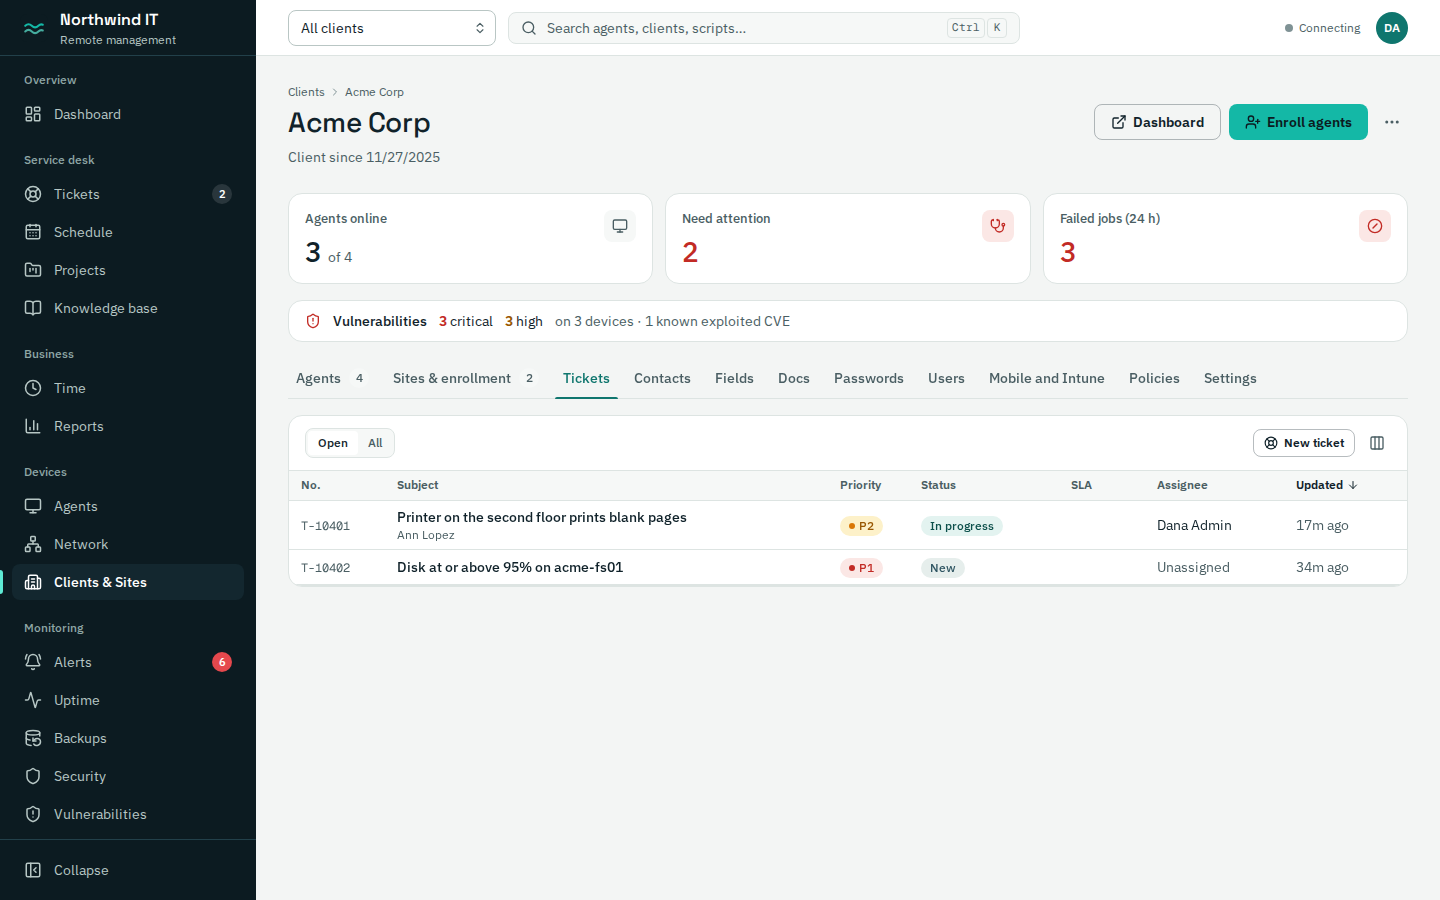 Northwind IT
Remote management
Overview
Dashboard
Service desk
Tickets 2
Schedule
Projects
Knowledge base
Business
Time
Reports
Devices
Agents
Network
Clients & Sites
Monitoring
Alerts 6
Uptime
Backups
Security
Vulnerabilities
Collapse
All clients
Search agents, clients, scripts...
Ctrl K
Connecting
DA
Clients > Acme Corp
Acme Corp
Client since 11/27/2025
Dashboard
Enroll agents
Agents online
3 of 4
Need attention
2
Failed jobs (24 h)
3
Vulnerabilities 3 critical 3 high on 3 devices · 1 known exploited CVE
Agents 4 Sites & enrollment 2 Tickets Contacts Fields Docs Passwords Users Mobile and Intune Policies Settings
Open All
New ticket
No. Subject Priority Status SLA Assignee Updated
T-10401 Printer on the second floor prints blank pages P2 In progress Dana Admin 17m ago
Ann Lopez
T-10402 Disk at or above 95% on acme-fs01 P1 New Unassigned 34m ago